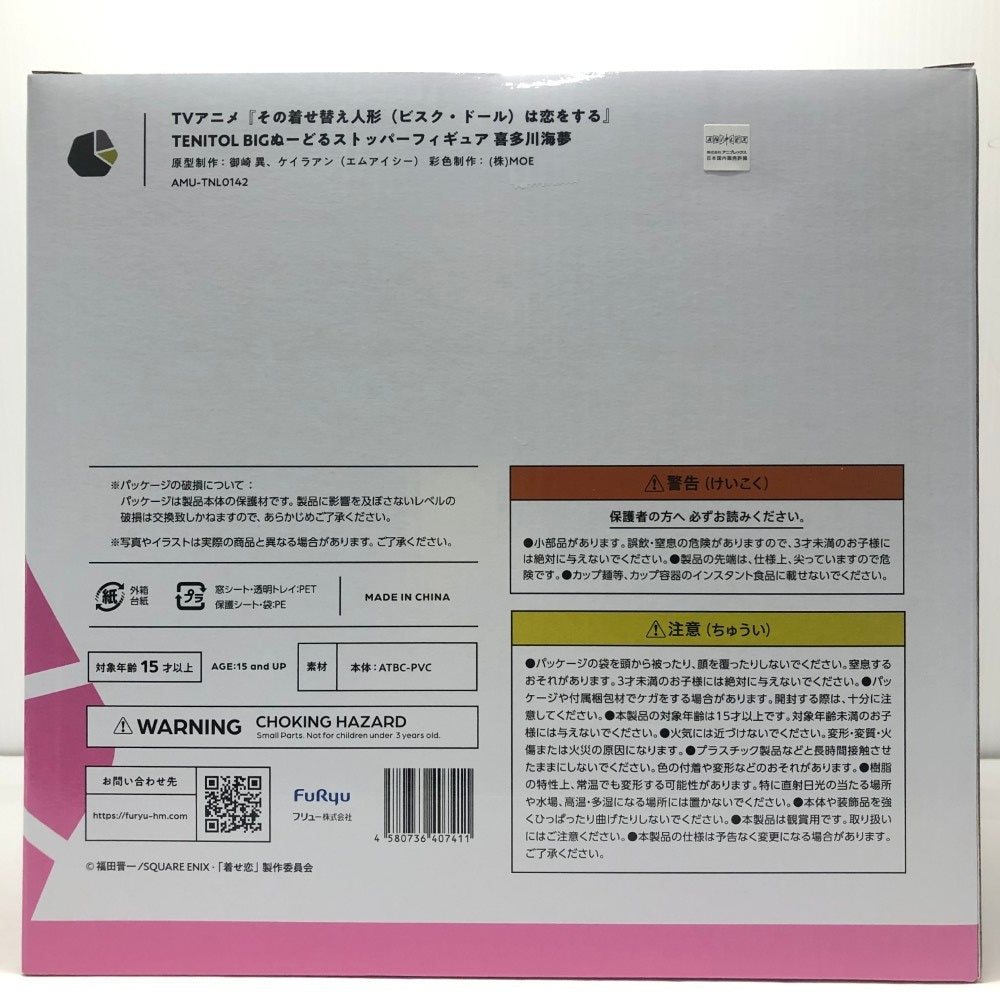 TVアニメ『その着せ替え人形（ビスク・ドール）は恋をする』
TENITOL BIGぬーどるストッパーフィギュア 喜多川海夢
原型制作：御崎 異、ケイラアン（エムアイシー） 彩色制作：(株)MOE
AMU-TNL0142
株式会社 アニプレックス
日本国内販売許諾
※パッケージの破損について：
パッケージは製品本体の保護材です。製品に影響を及ぼさないレベルの
破損は交換致しかねますので、あらかじめご了承ください。
※写真やイラストは実際の商品と異なる場合があります。ご了承ください。
紙 外箱
台紙
プラ 窓シート・透明トレイ:PET
保護シート・袋:PE
MADE IN CHINA
対象年齢 15 才以上
AGE:15 and UP
素材
本体：ATBC-PVC
⚠WARNING CHOKING HAZARD
Small Parts. Not for children under 3 years old.
お問い合わせ先
https://furyu-hm.com
FuRyu
フリュー株式会社
4 580736 407411
© 福田晋一/SQUARE ENIX・「着せ恋」製作委員会
⚠警告（けいこく）
保護者の方へ 必ずお読みください。
●小部品があります。誤飲・窒息の危険がありますので、3才未満のお子様に
は絶対に与えないでください。●製品の先端は、仕様上、尖っていますので危
険です。●カップ麺等、カップ容器のインスタント食品に載せないでください。
⚠注意（ちゅうい）
●パッケージの袋を頭から被ったり、顔を覆ったりしないでください。窒息する
おそれがあります。3才未満のお子様には絶対に与えないでください。●パッ
ケージや付属梱包材でケガをする場合があります。開封する際は、十分に注
意してください。●本製品の対象年齢は15才以上です。対象年齢未満のお子
様には与えないでください。●火気には近づけないでください。変形・変質・火
傷または火災の原因になります。●プラスチック製品などと長時間接触させ
たままにしないでください。色の付着や変形などのおそれがあります。●樹脂
の特性上、常温でも変形する可能性があります。特に直射日光の当たる場所
や水場、高温・多湿になる場所には置かないでください。●本体や装飾品を強
くひっぱったり曲げたりしないでください。●本製品は観賞用です。取り扱い
にはご注意ください。●本製品の仕様は予告なく変更になる場合があります。
ご了承ください。